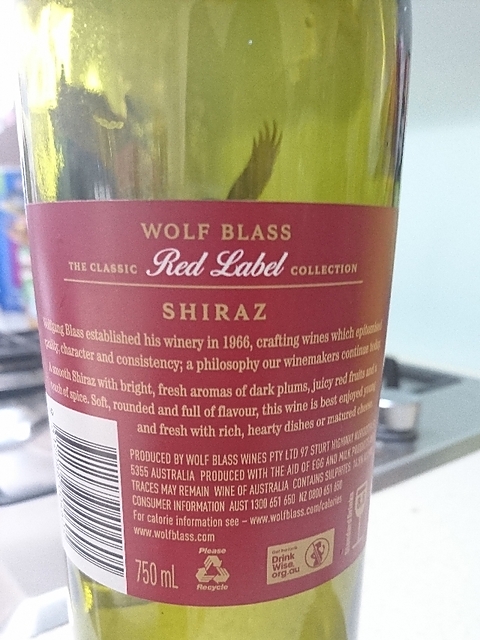 WOLF BLASS
THE CLASSIC Red Label COLLECTION
SHIRAZ
Wolfgang Blass established his winery in 1966, crafting wines which epitomised
quality, character and consistency; a philosophy our winemakers continue today.
A smooth Shiraz with bright, fresh aromas of dark plums, juicy red fruits and a
touch of spice. Soft, rounded and full of flavour, this wine is best enjoyed young
and fresh with rich, hearty dishes or matured cheese.
PRODUCED BY WOLF BLASS WINES PTY LTD 97 STURT HIGHWAY
5355 AUSTRALIA PRODUCED WITH THE AID OF EGG AND MILK PRODUCTS
TRACES MAY REMAIN WINE OF AUSTRALIA CONTAINS SULPHITES
CONSUMER INFORMATION AUST 1300 651 650 NZ 0800 651 650
For calorie information see – www.wolfblass.com/calories
www.wolfblass.com
750 mL
Please
Recycle
Get the facts
Drink
Wise.
org.au